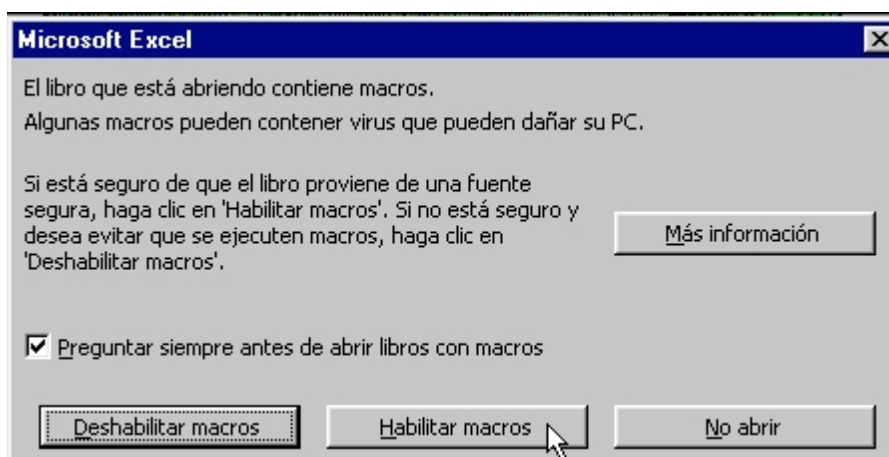 Microsoft Excel
El libro que está abriendo contiene macros.
Algunas macros pueden contener virus que pueden dañar su PC.
Si está seguro de que el libro proviene de una fuente
segura, haga clic en 'Habilitar macros'. Si no está seguro y
desea evitar que se ejecuten macros, haga clic en
'Deshabilitar macros'.
Más información
Preguntar siempre antes de abrir libros con macros
Deshabilitar macros
Habilitar macros
No abrir